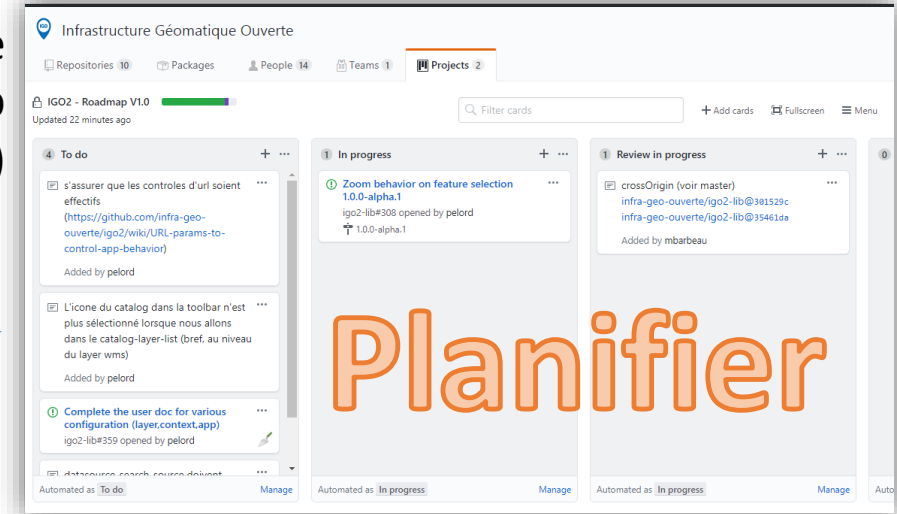 IGO
Infrastructure Géomatique Ouverte
Repositories 10
Packages
People 14
Teams 1
Projects 2
IGO2 - Roadmap V1.0
Updated 22 minutes ago
Filter cards
+ Add cards
Fullscreen
Menu
4 To do
s'assurer que les controles d'url soient
effectifs
(https://github.com/infra-geo-
ouverte/igo2/wiki/URL-params-to-
control-app-behavior)
Added by pelord
L'icone du catalog dans la toolbar n'est
plus sélectionné lorsque nous allons
dans le catalog-layer-list (bref, au niveau
du layer wms)
Added by pelord
Complete the user doc for various
configuration (layer,context,app)
igo2-lib#359 opened by pelord
datasource-search-source doivent
Automated as To do
Manage
1 In progress
Zoom behavior on feature selection
1.0.0-alpha.1
igo2-lib#308 opened by pelord
1.0.0-alpha.1
Automated as In progress
Manage
1 Review in progress
crossOrigin (voir master)
infra-geo-ouverte/igo2-lib@301529c
infra-geo-ouverte/igo2-lib@35461da
Added by mbarbeau
Automated as In progress
Manage
0
Auto
Planifier